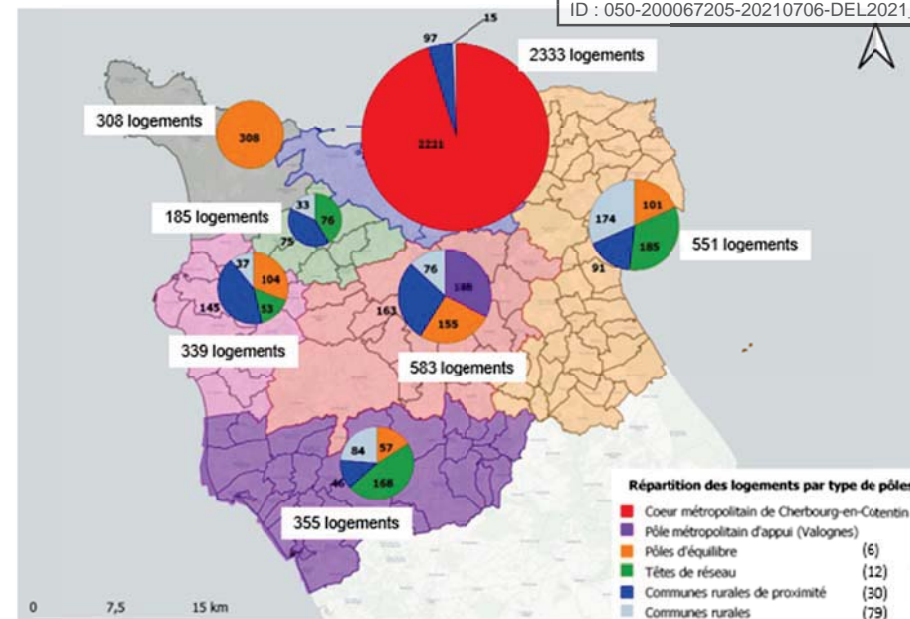 ID : 050-200067205-20210706-DEL2021_
15
97
2333 logements
2221
308 logements
308
185 logements
33
76
75
174
101
185
91
551 logements
37
104
145
53
339 logements
76
188
163
155
583 logements
84
57
46
168
355 logements
Répartition des logements par type de pôles
Coeur métropolitain de Cherbourg-en-Cotentin
Pôle métropolitain d'appui (Valognes)
Pôles d'équilibre (6)
Têtes de réseau (12)
Communes rurales de proximité (30)
Communes rurales (79)
0 7,5 15 km